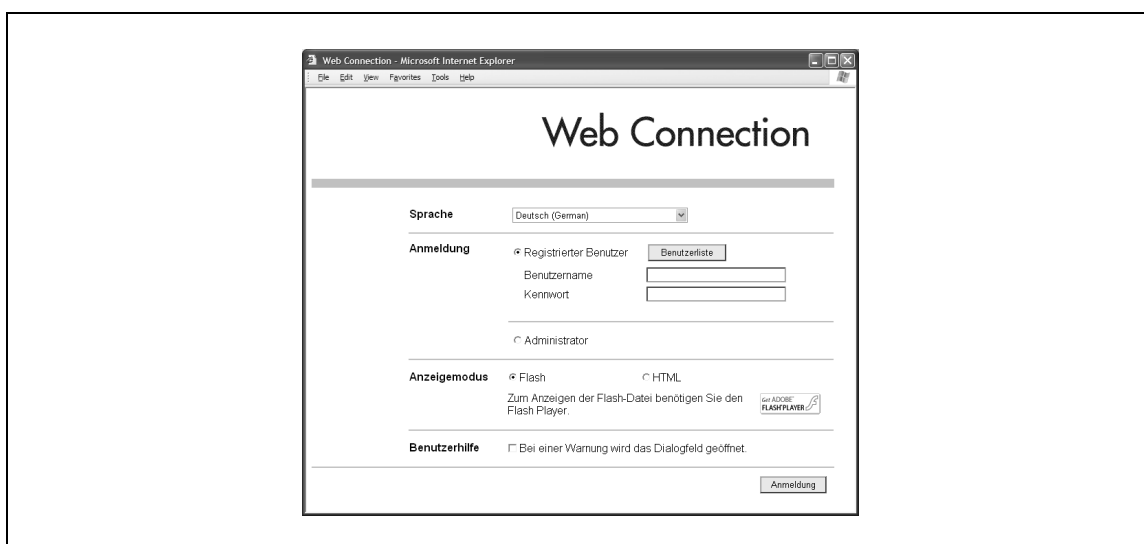 Web Connection - Microsoft Internet Explorer
File Edit View Favorites Tools Help
Web Connection
Sprache Deutsch (German)
Anmeldung Registrierter Benutzer Benutzerliste
Benutzername
Kennwort
Administrator
Anzeigemodus Flash HTML
Zum Anzeigen der Flash-Datei benötigen Sie den
Flash Player.
Get ADOBE
FLASH PLAYER
Benutzerhilfe Bei einer Warnung wird das Dialogfeld geöffnet.
Anmeldung